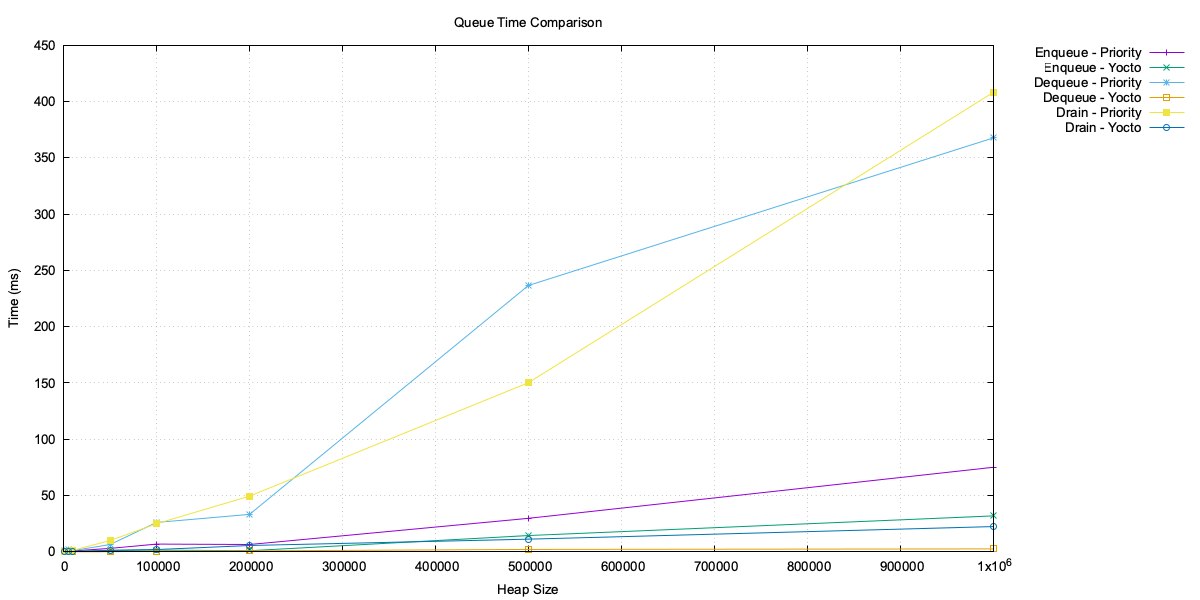 Queue Time Comparison
Enqueue - Priority
Enqueue - Yocto
Dequeue - Priority
Dequeue - Yocto
Drain - Priority
Drain - Yocto
450
400
350
300
250
200
150
100
50
0
Time (ms)
0 100000 200000 300000 400000 500000 600000 700000 800000 900000 1x10⁶
Heap Size